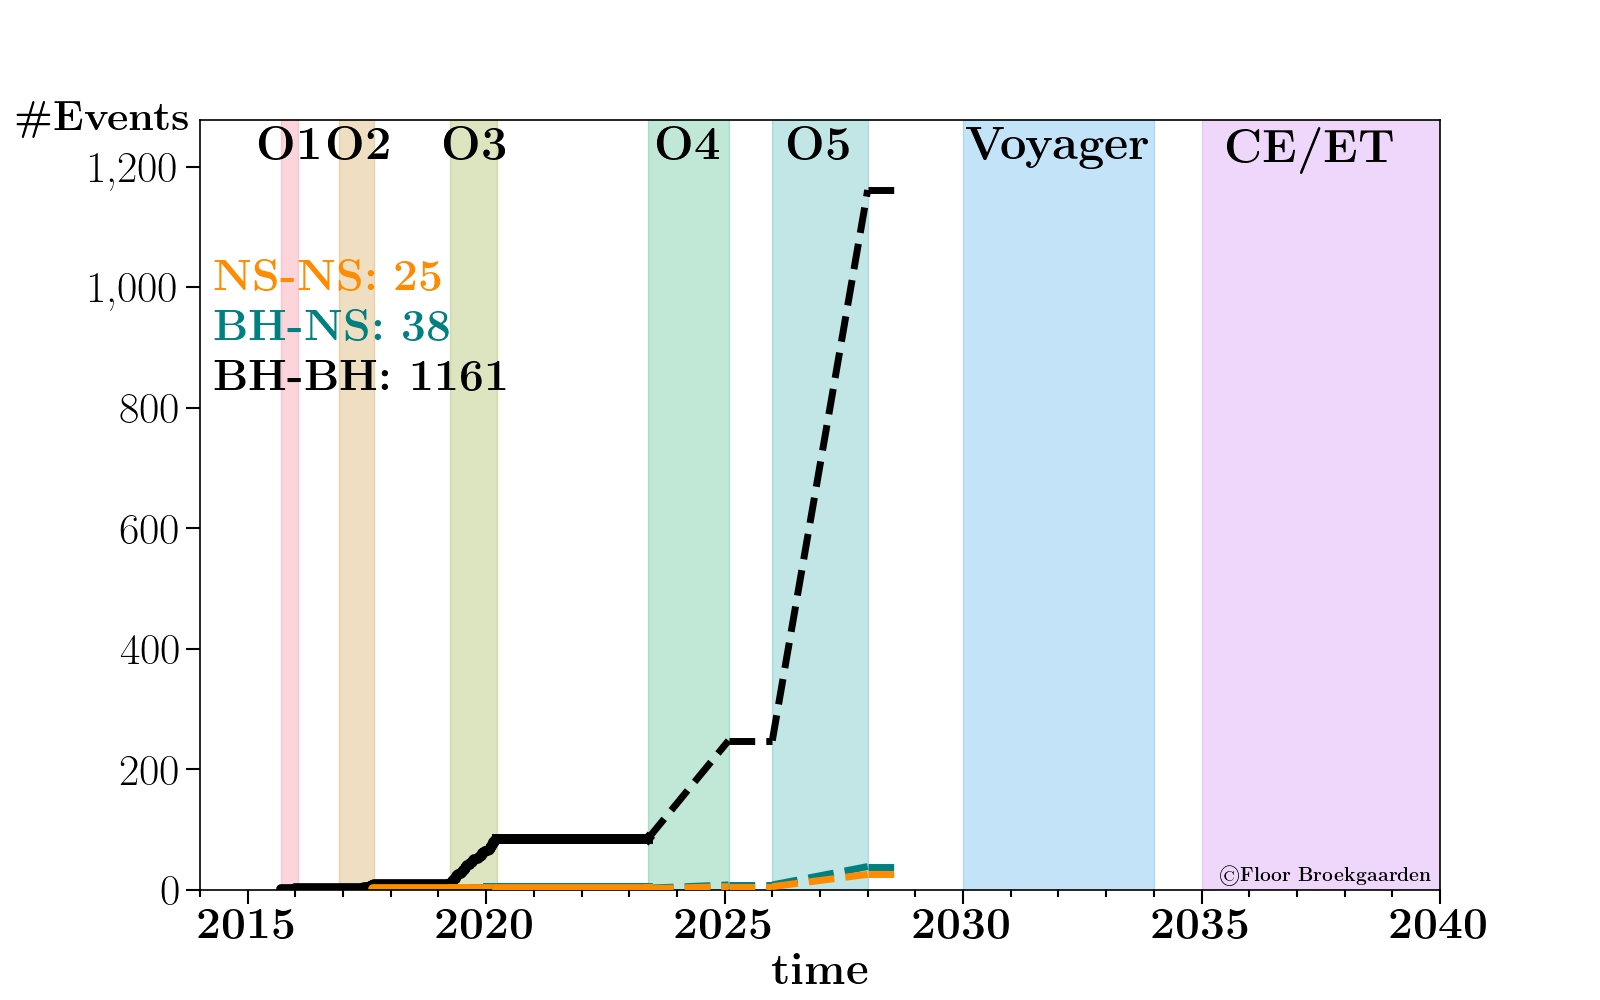 #Events
O1 O2 O3 O4 O5 Voyager CE/ET
1,200
NS-NS: 25
1,000
BH-NS: 38
BH-BH: 1161
800
600
400
200
©Floor Broekgaarden
0
2015 2020 2025 2030 2035 2040
time